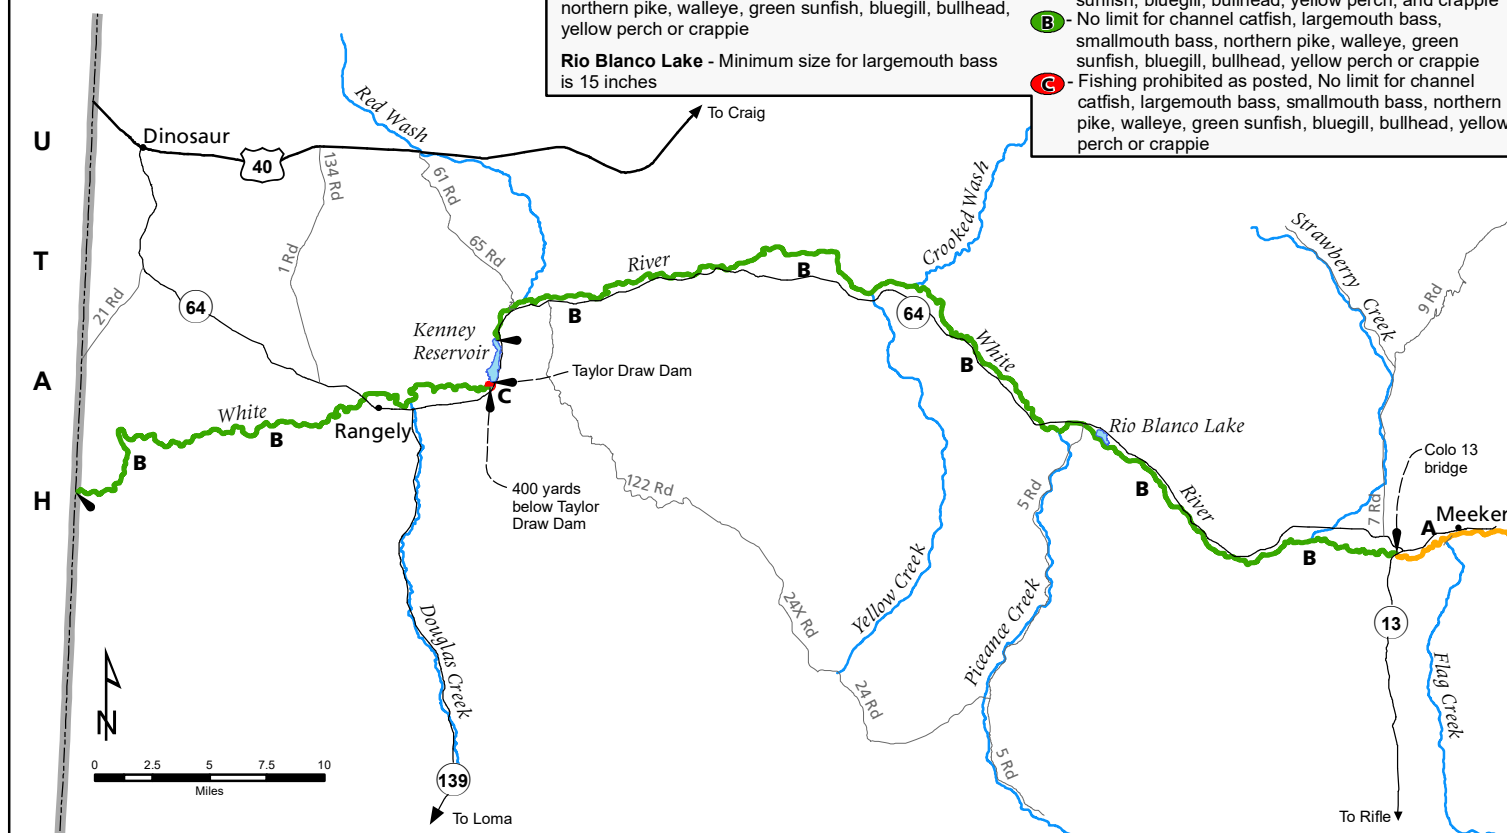 northern pike, walleye, green sunfish, bluegill, bullhead,
yellow perch or crappie
Rio Blanco Lake - Minimum size for largemouth bass
is 15 inches
sunfish, bluegill, bullhead, yellow perch, and crappie
B - No limit for channel catfish, largemouth bass,
smallmouth bass, northern pike, walleye, green
sunfish, bluegill, bullhead, yellow perch or crappie
C - Fishing prohibited as posted, No limit for channel
catfish, largemouth bass, smallmouth bass, northern
pike, walleye, green sunfish, bluegill, bullhead, yellow
perch or crappie
To Craig
Red Wash
U
Dinosaur
40
134 Rd
61 Rd
Crooked Wash
Strawberry Creek
T
1 Rd
65 Rd
River
B
21 Rd
64
B
64
9 Rd
Kenney
Reservoir
White
B
A
Taylor Draw Dam
C
White
B
Rangely
Rio Blanco Lake
B
Colo 13
bridge
H
400 yards
below Taylor
Draw Dam
122 Rd
5 Rd
B
River
7 Rd
Meeker
A
B
Yellow Creek
24X Rd
Piceance Creek
13
Douglas Creek
Flag Creek
24 Rd
N
5 Rd
0 2.5 5 7.5 10
Miles
139
To Loma
To Rifle